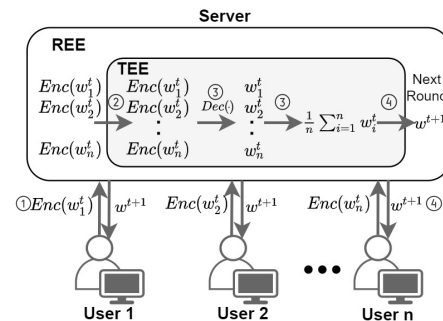 Server
REE
TEE
Next
Round
Enc(w_1^t) Enc(w_1^t) ③ w_1^t
Enc(w_2^t) ② Enc(w_2^t) Dec(·) w_2^t ③ 1/n ∑_{i=1}^n w_i^t ④ w^{t+1}
⋮ ⋮
Enc(w_n^t) Enc(w_n^t) w_n^t
①Enc(w_1^t) w^{t+1} Enc(w_2^t) w^{t+1} Enc(w_n^t) w^{t+1} ④
•••
User 1 User 2 User n